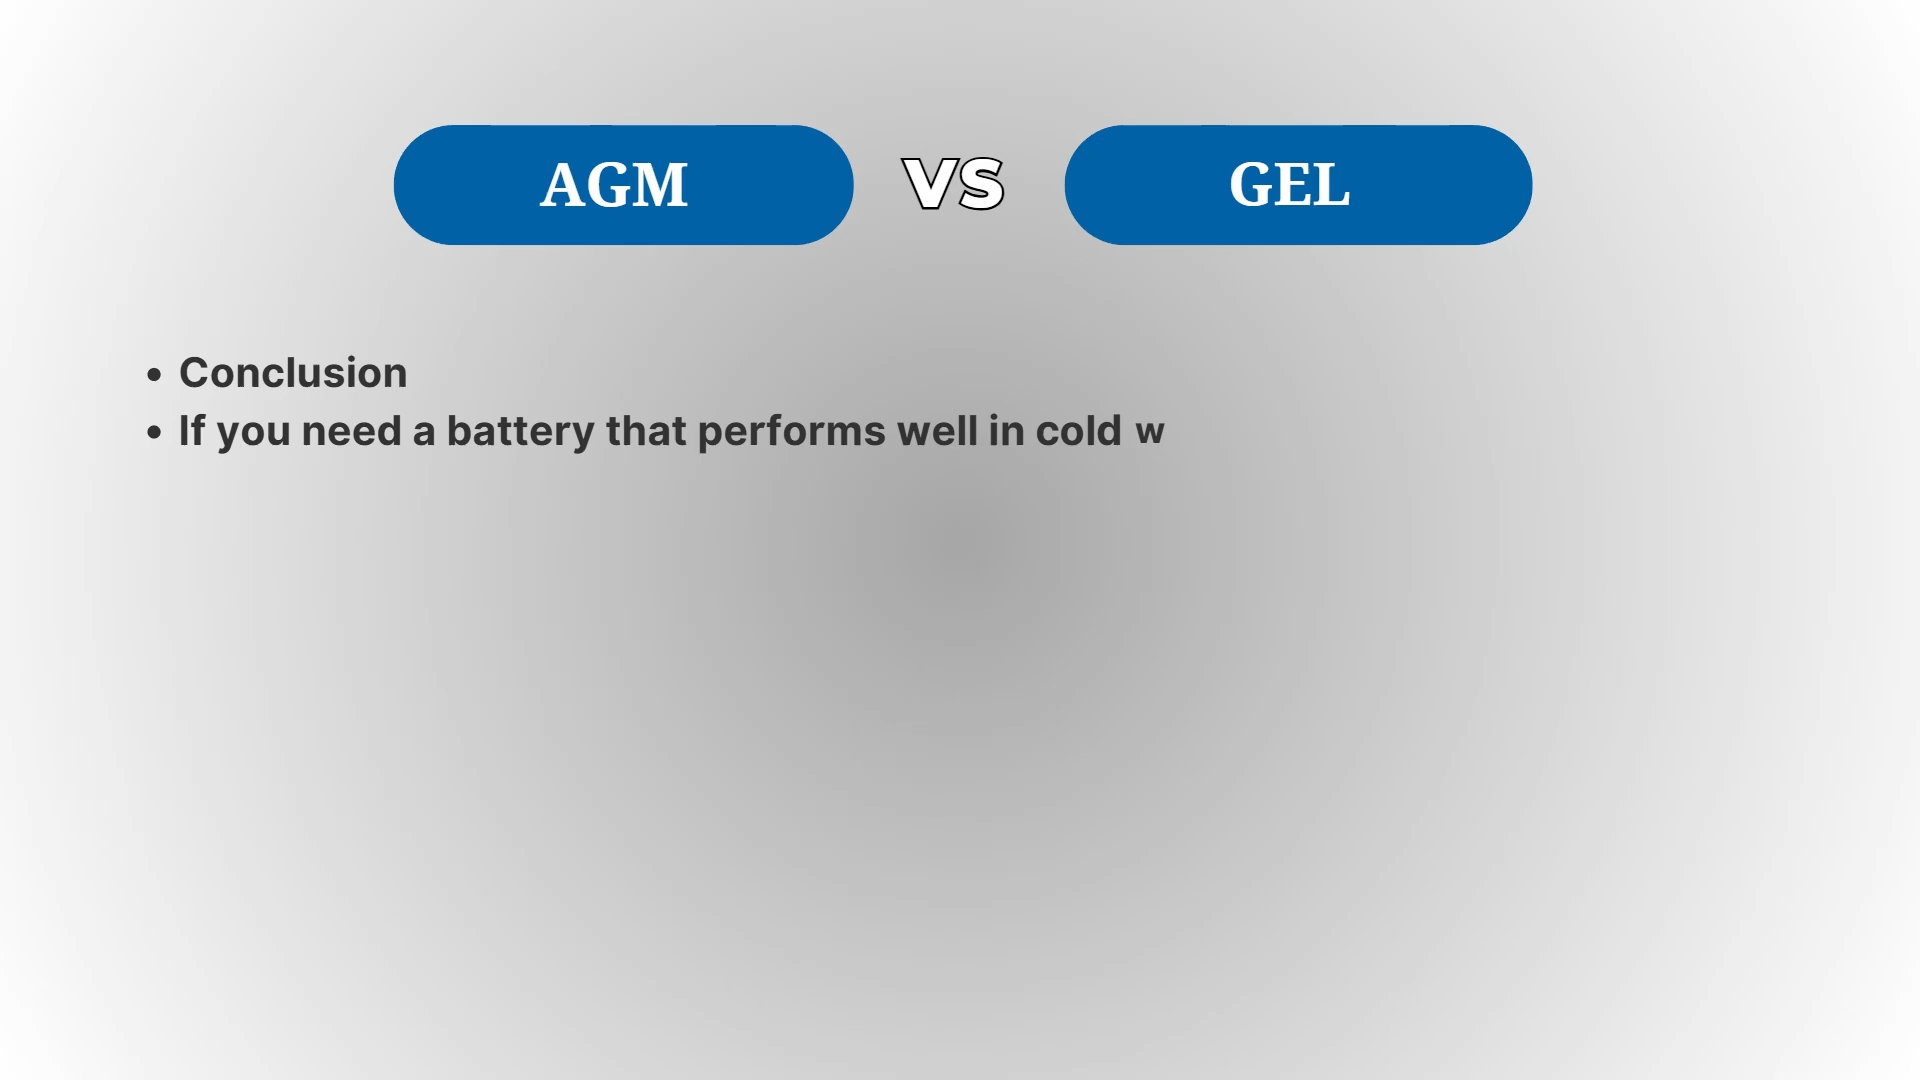 AGM VS GEL
• Conclusion
• If you need a battery that performs well in cold w